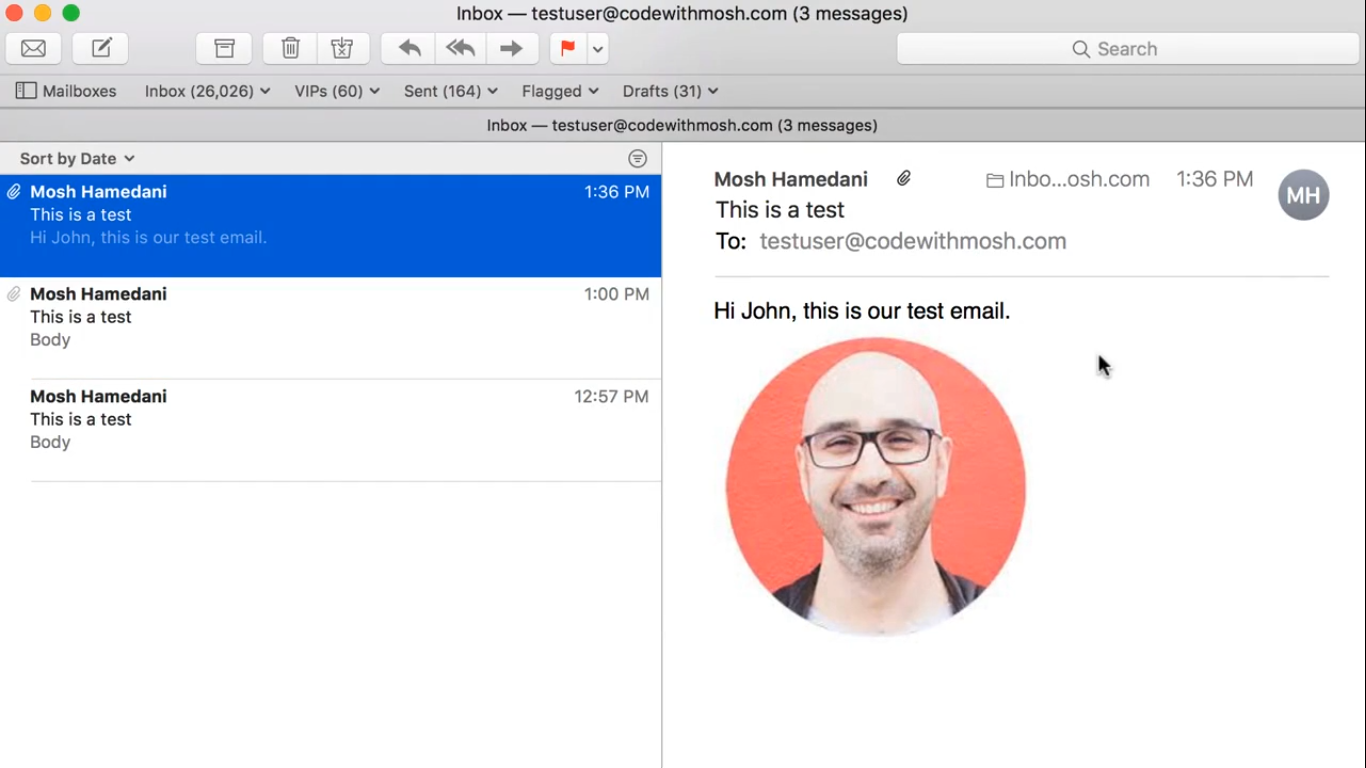 Inbox — testuser@codewithmosh.com (3 messages)
Search
Mailboxes Inbox (26,026) VIPs (60) Sent (164) Flagged Drafts (31)
Inbox — testuser@codewithmosh.com (3 messages)
Sort by Date
Mosh Hamedani 1:36 PM
This is a test
Hi John, this is our test email.
Mosh Hamedani 1:00 PM
This is a test
Body
Mosh Hamedani 12:57 PM
This is a test
Body
Mosh Hamedani Inbo...osh.com 1:36 PM MH
This is a test
To: testuser@codewithmosh.com
Hi John, this is our test email.